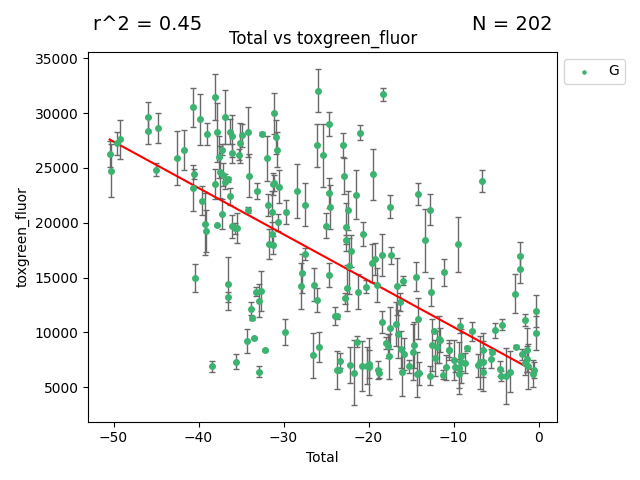 r^2 = 0.45
N = 202
Total vs toxgreen_fluor
G
35000
30000
25000
20000
15000
10000
5000
toxgreen_fluor
−50
−40
−30
−20
−10
0
Total